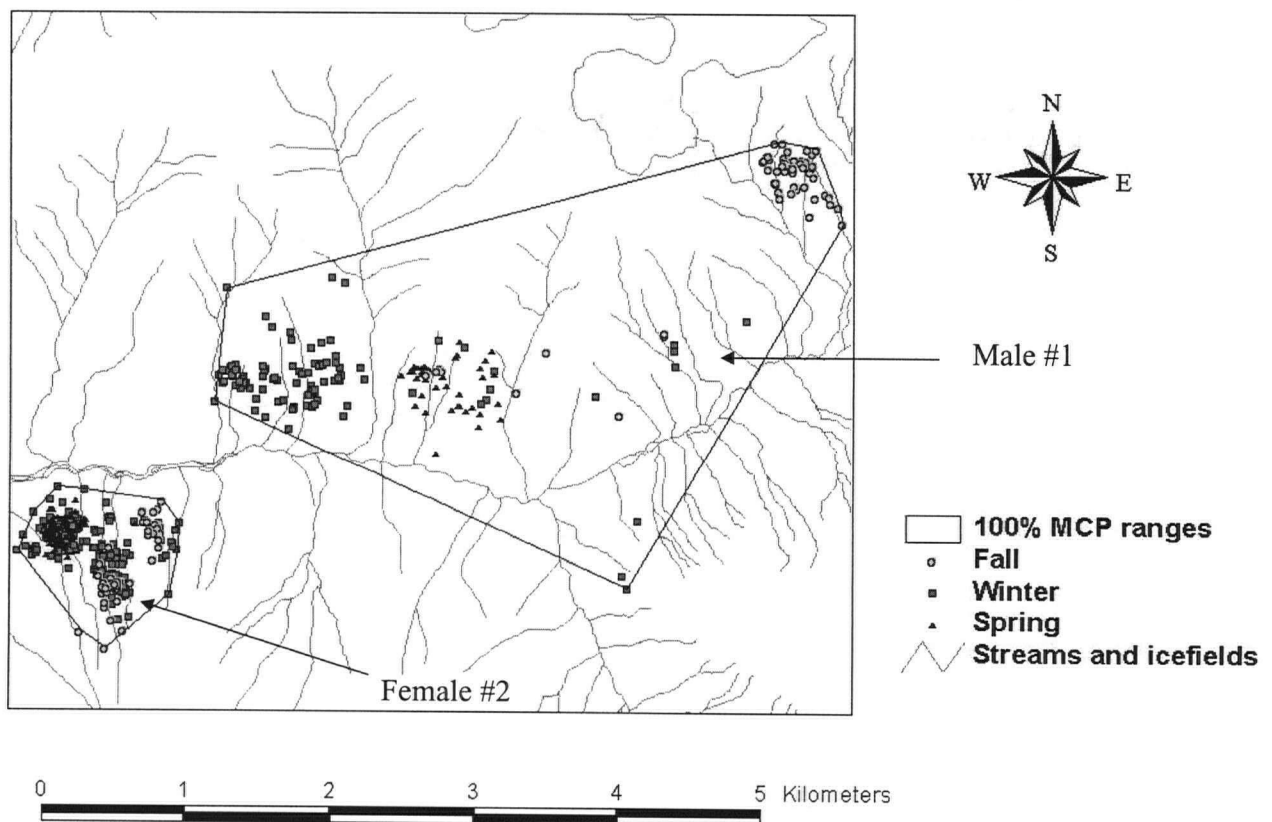 N
W E
S
Male #1
100% MCP ranges
Fall
Winter
Spring
Streams and icefields
Female #2
0 1 2 3 4 5 Kilometers